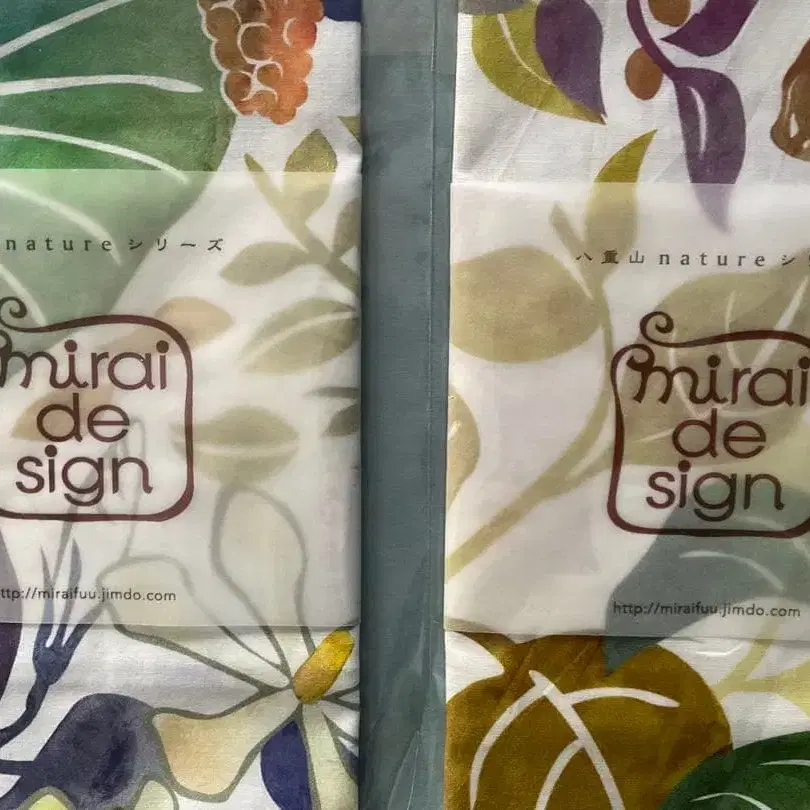 nature シリーズ
mirai
de
sign
ttp://miraifuu.jimdo.com
八重山 nature シ
mirai
de
sign
http://miraifuu.jimdo.com